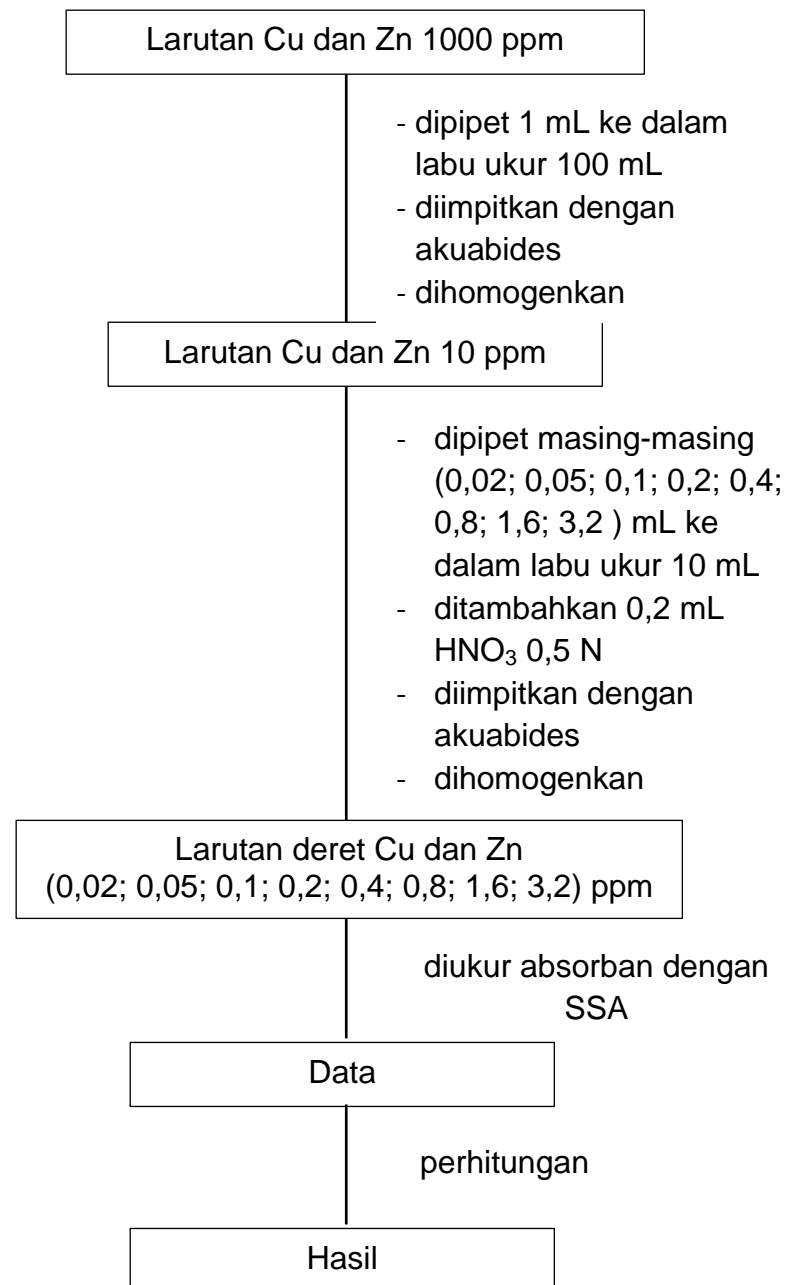 Larutan Cu dan Zn 1000 ppm
- dipipet 1 mL ke dalam
labu ukur 100 mL
- diimpitkan dengan
akuabides
- dihomogenkan
Larutan Cu dan Zn 10 ppm
- dipipet masing-masing
(0,02; 0,05; 0,1; 0,2; 0,4;
0,8; 1,6; 3,2 ) mL ke
dalam labu ukur 10 mL
- ditambahkan 0,2 mL
HNO₃ 0,5 N
- diimpitkan dengan
akuabides
- dihomogenkan
Larutan deret Cu dan Zn
(0,02; 0,05; 0,1; 0,2; 0,4; 0,8; 1,6; 3,2) ppm
diukur absorban dengan
SSA
Data
perhitungan
Hasil